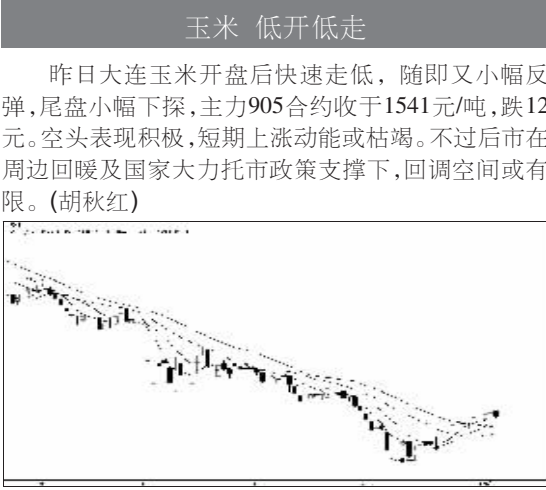 玉米 低开低走
昨日大连玉米开盘后快速走低，随即又小幅反
弹，尾盘小幅下探，主力905合约收于1541元/吨，跌12
元。空头表现积极，短期上涨动能或枯竭。不过后市在
周边回暖及国家大力托市政策支撑下，回调空间或有
限。(胡秋红)